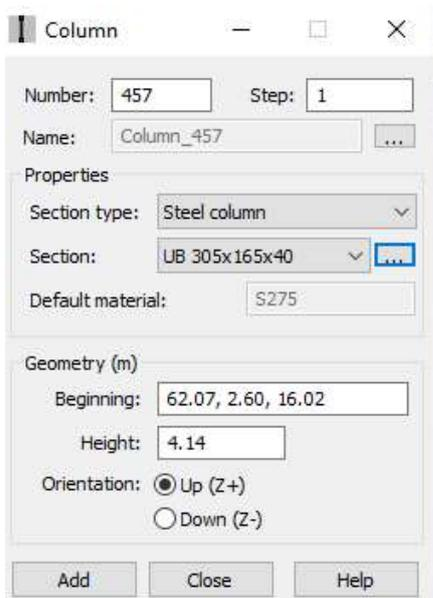 Column
Number: 457 Step: 1
Name: Column_457 ...
Properties
Section type: Steel column
Section: UB 305x165x40 ...
Default material: S275
Geometry (m)
Beginning: 62.07, 2.60, 16.02
Height: 4.14
Orientation: Up (Z+)
Down (Z-)
Add Close Help